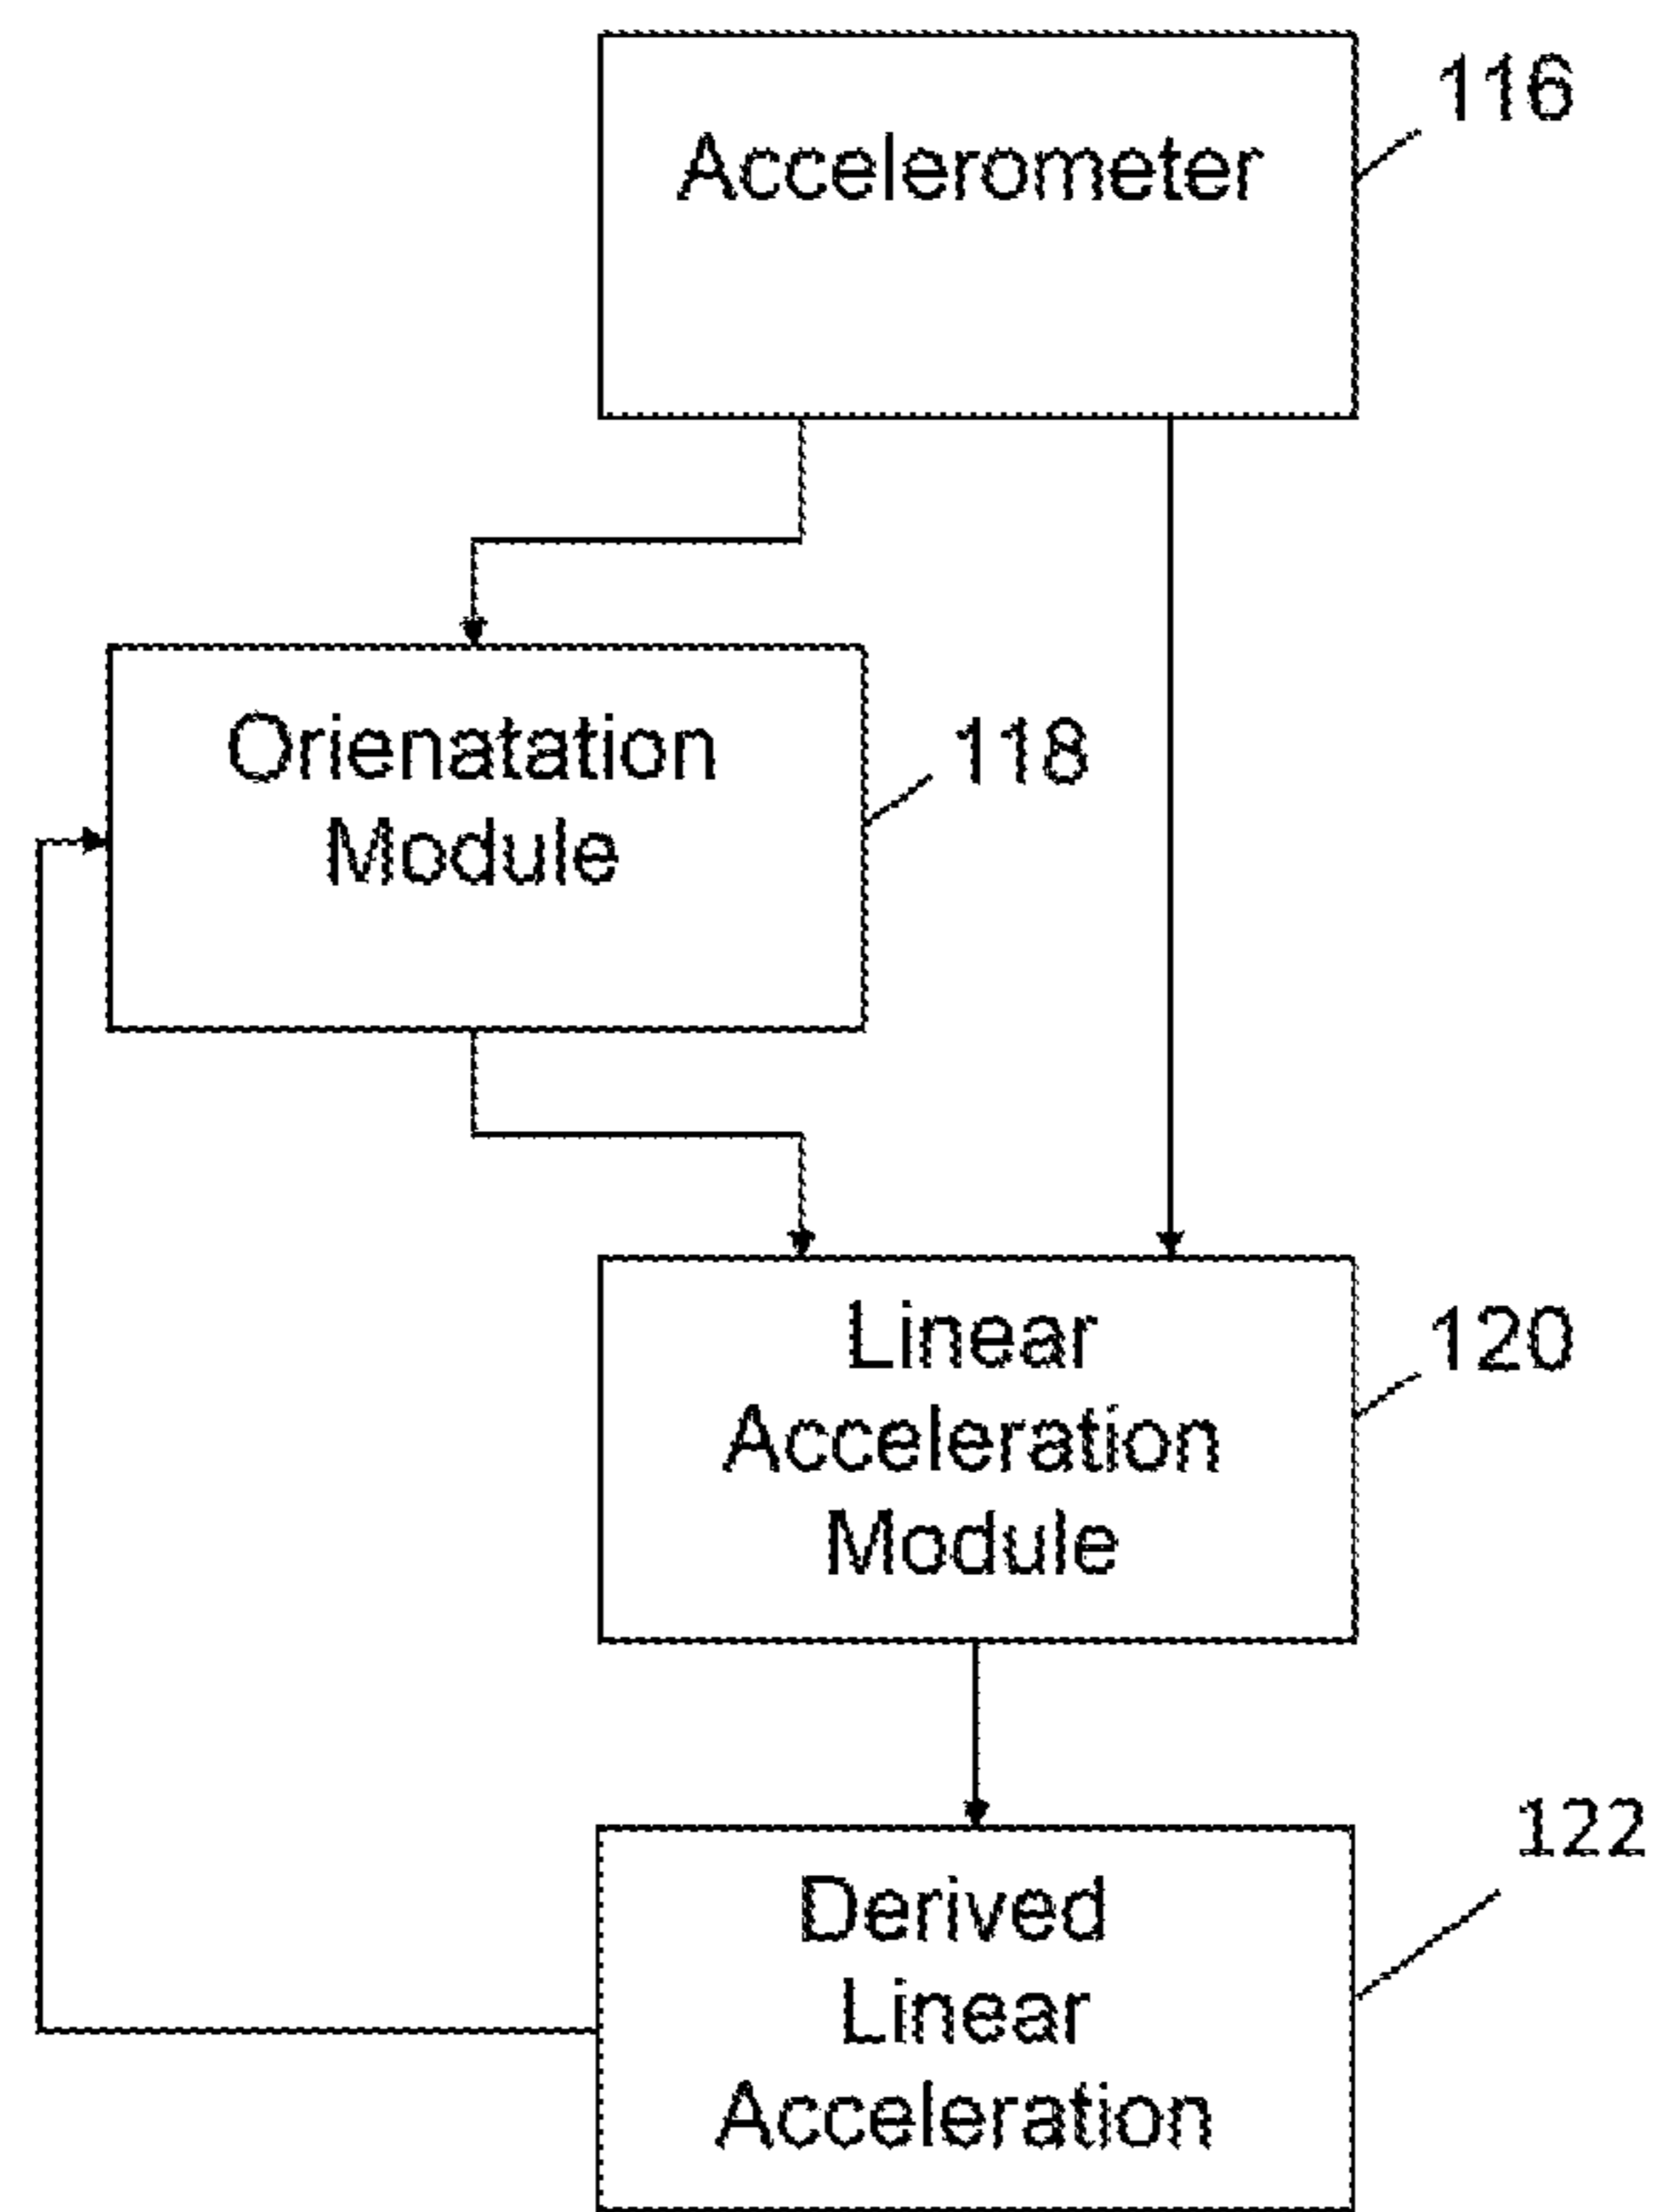 116
Accelerometer
Orienatation
Module
118
Linear
Acceleration
Module
120
122
Derived
Linear
Acceleration